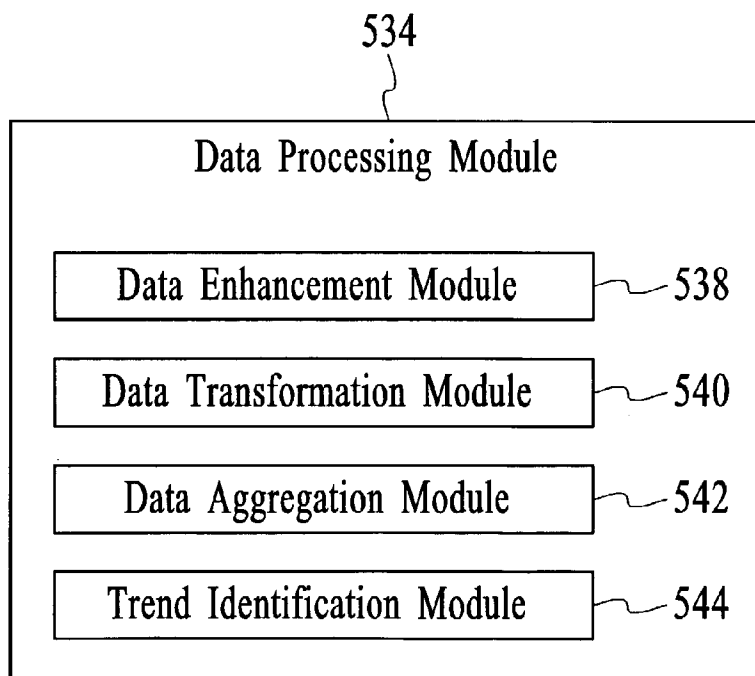 534
Data Processing Module
Data Enhancement Module 538
Data Transformation Module 540
Data Aggregation Module 542
Trend Identification Module 544